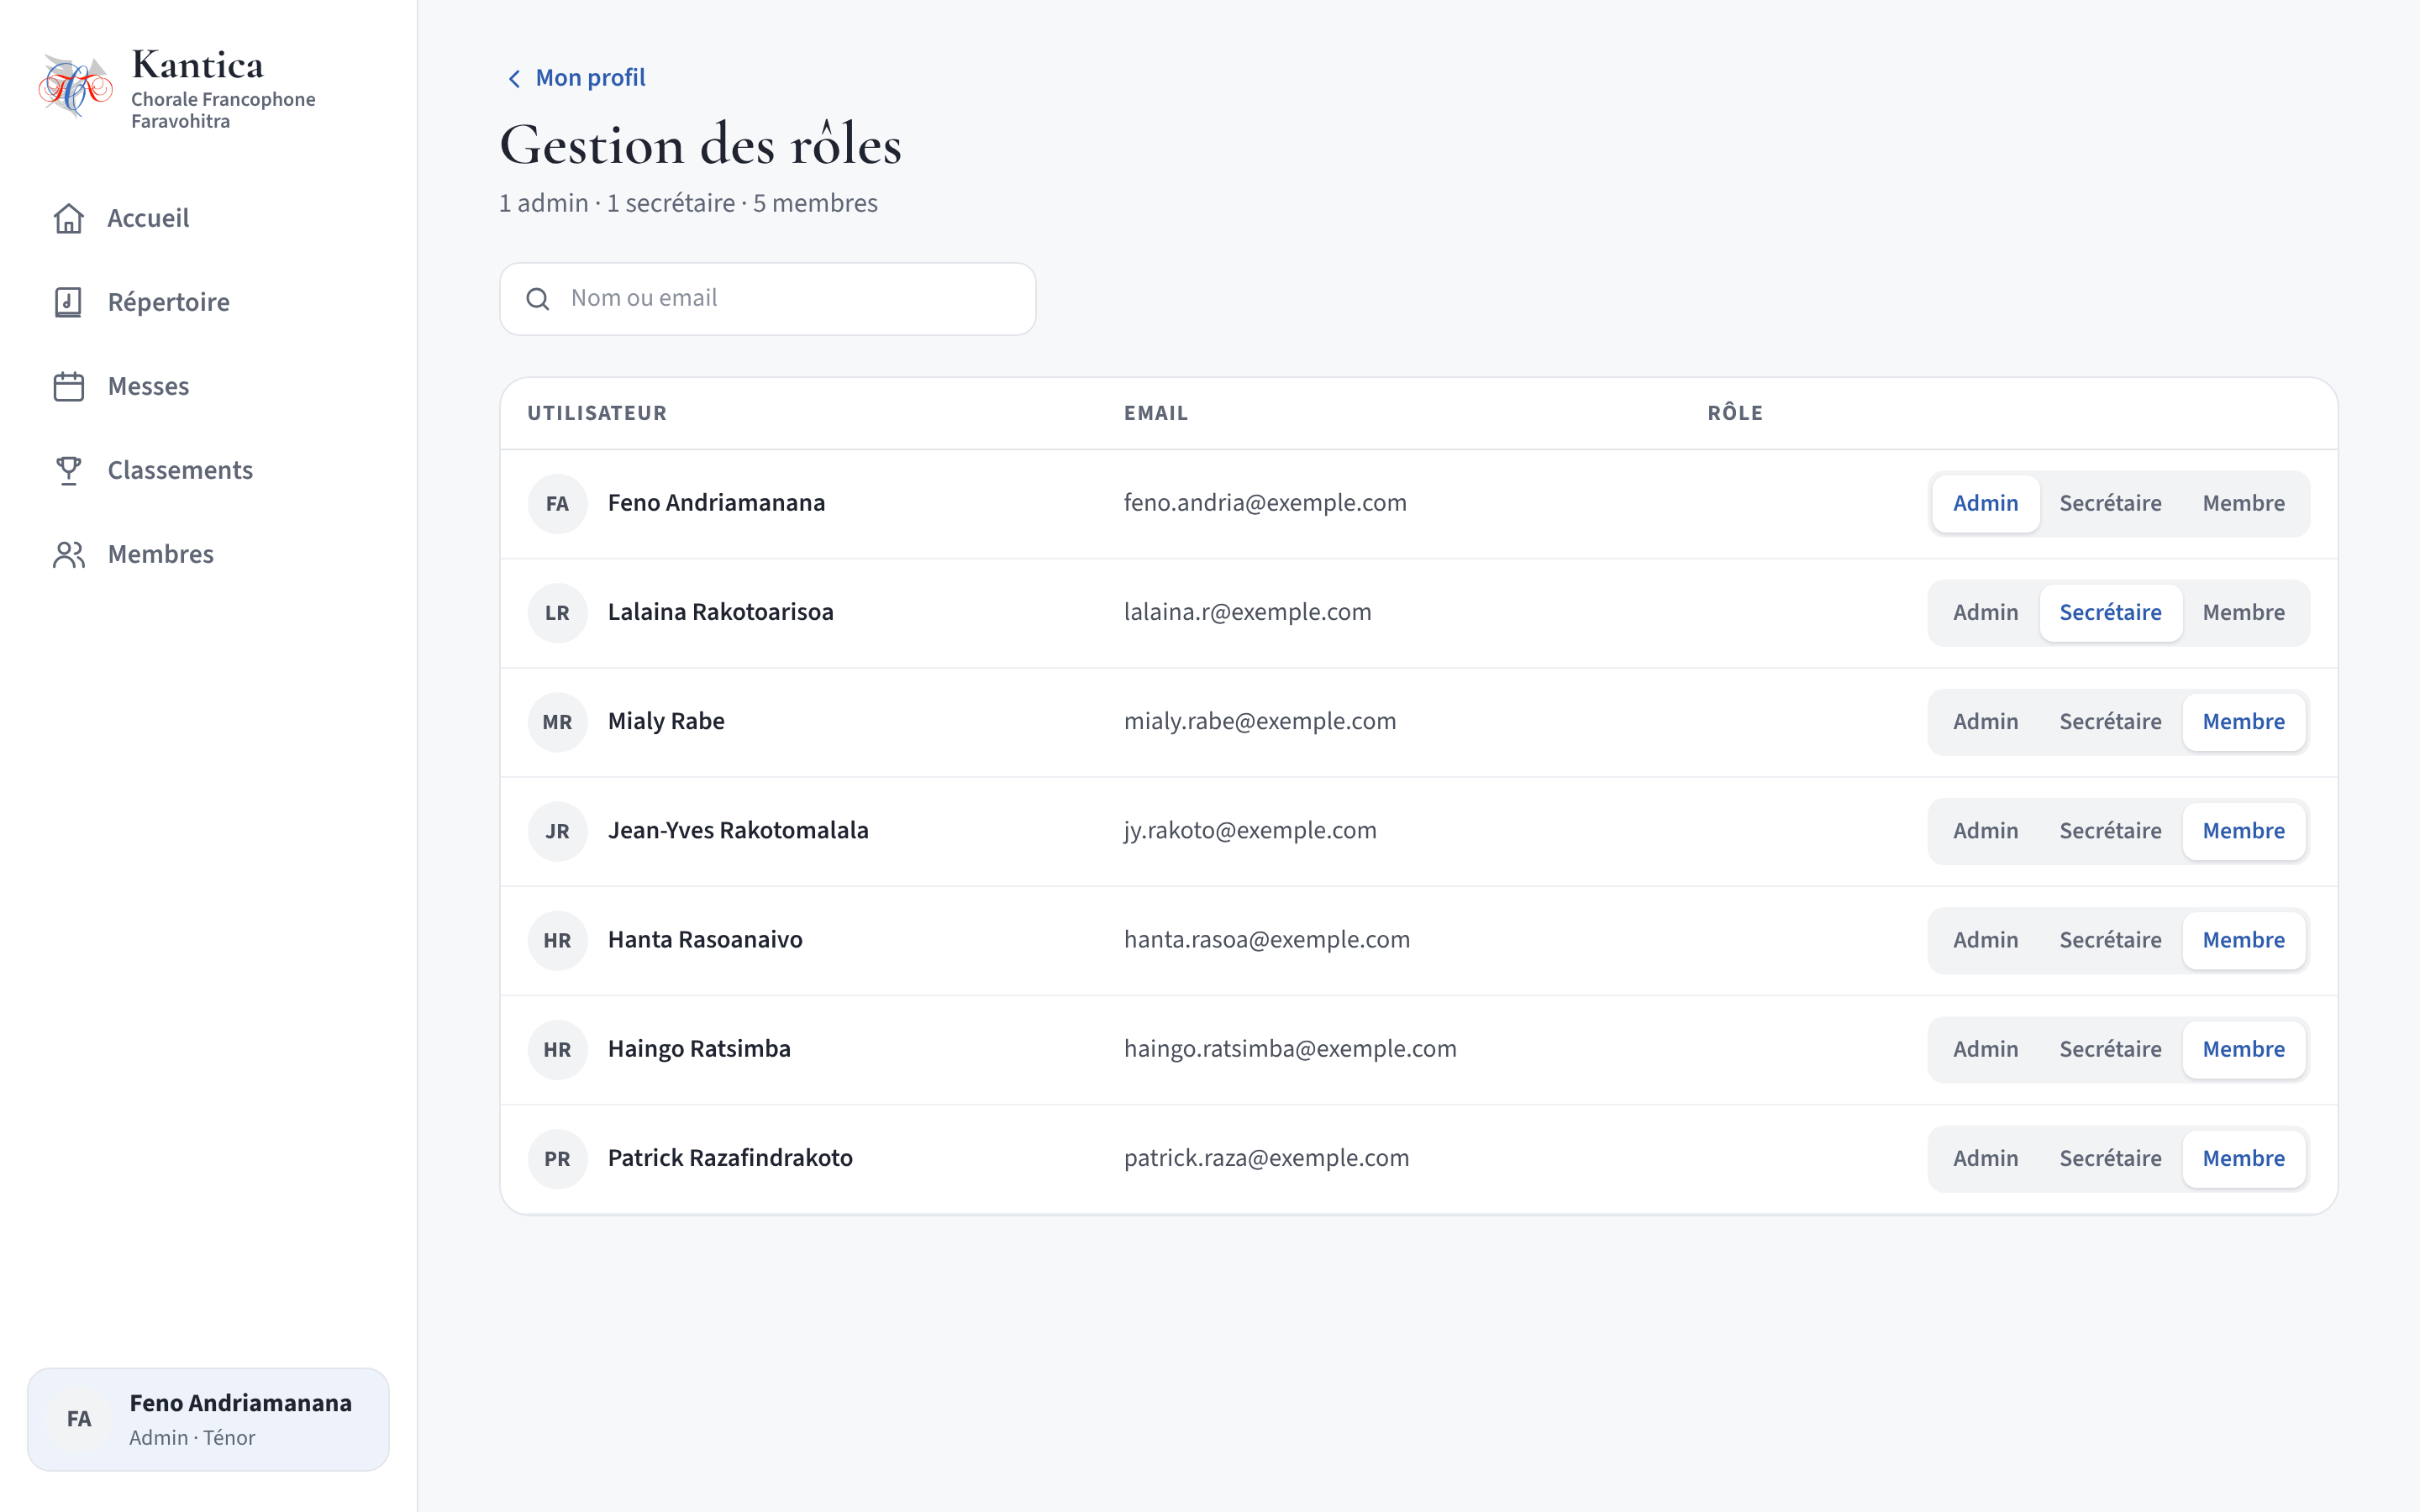 Kantica
Chorale Francophone
Faravohitra
Accueil
Répertoire
Messes
Classements
Membres
FA
Feno Andriamanana
Admin · Ténor
Mon profil
Gestion des rôles
1 admin · 1 secrétaire · 5 membres
Nom ou email
UTILISATEUR EMAIL RÔLE
FA Feno Andriamanana feno.andria@exemple.com Admin Secrétaire Membre
LR Lalaina Rakotoarisoa lalaina.r@exemple.com Admin Secrétaire Membre
MR Mialy Rabe mialy.rabe@exemple.com Admin Secrétaire Membre
JR Jean-Yves Rakotomalala jy.rakoto@exemple.com Admin Secrétaire Membre
HR Hanta Rasoanaivo hanta.rasoa@exemple.com Admin Secrétaire Membre
HR Haingo Ratsimba haingo.ratsimba@exemple.com Admin Secrétaire Membre
PR Patrick Razafindrakoto patrick.raza@exemple.com Admin Secrétaire Membre